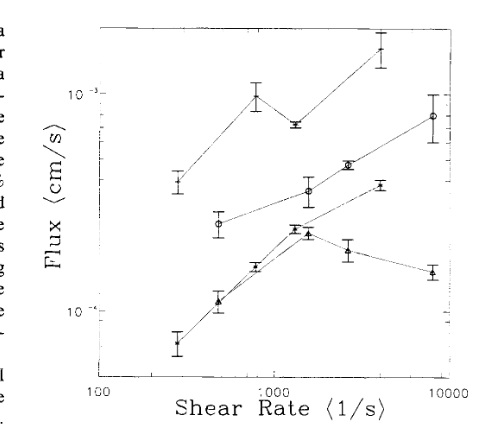 a
r
a
-
e
e
e
%
d
e
s
g
e
e
-
l
e
.
10⁻³
Flux ⟨cm/s⟩
10⁻⁴
100 1000 10000
Shear Rate ⟨1/s⟩